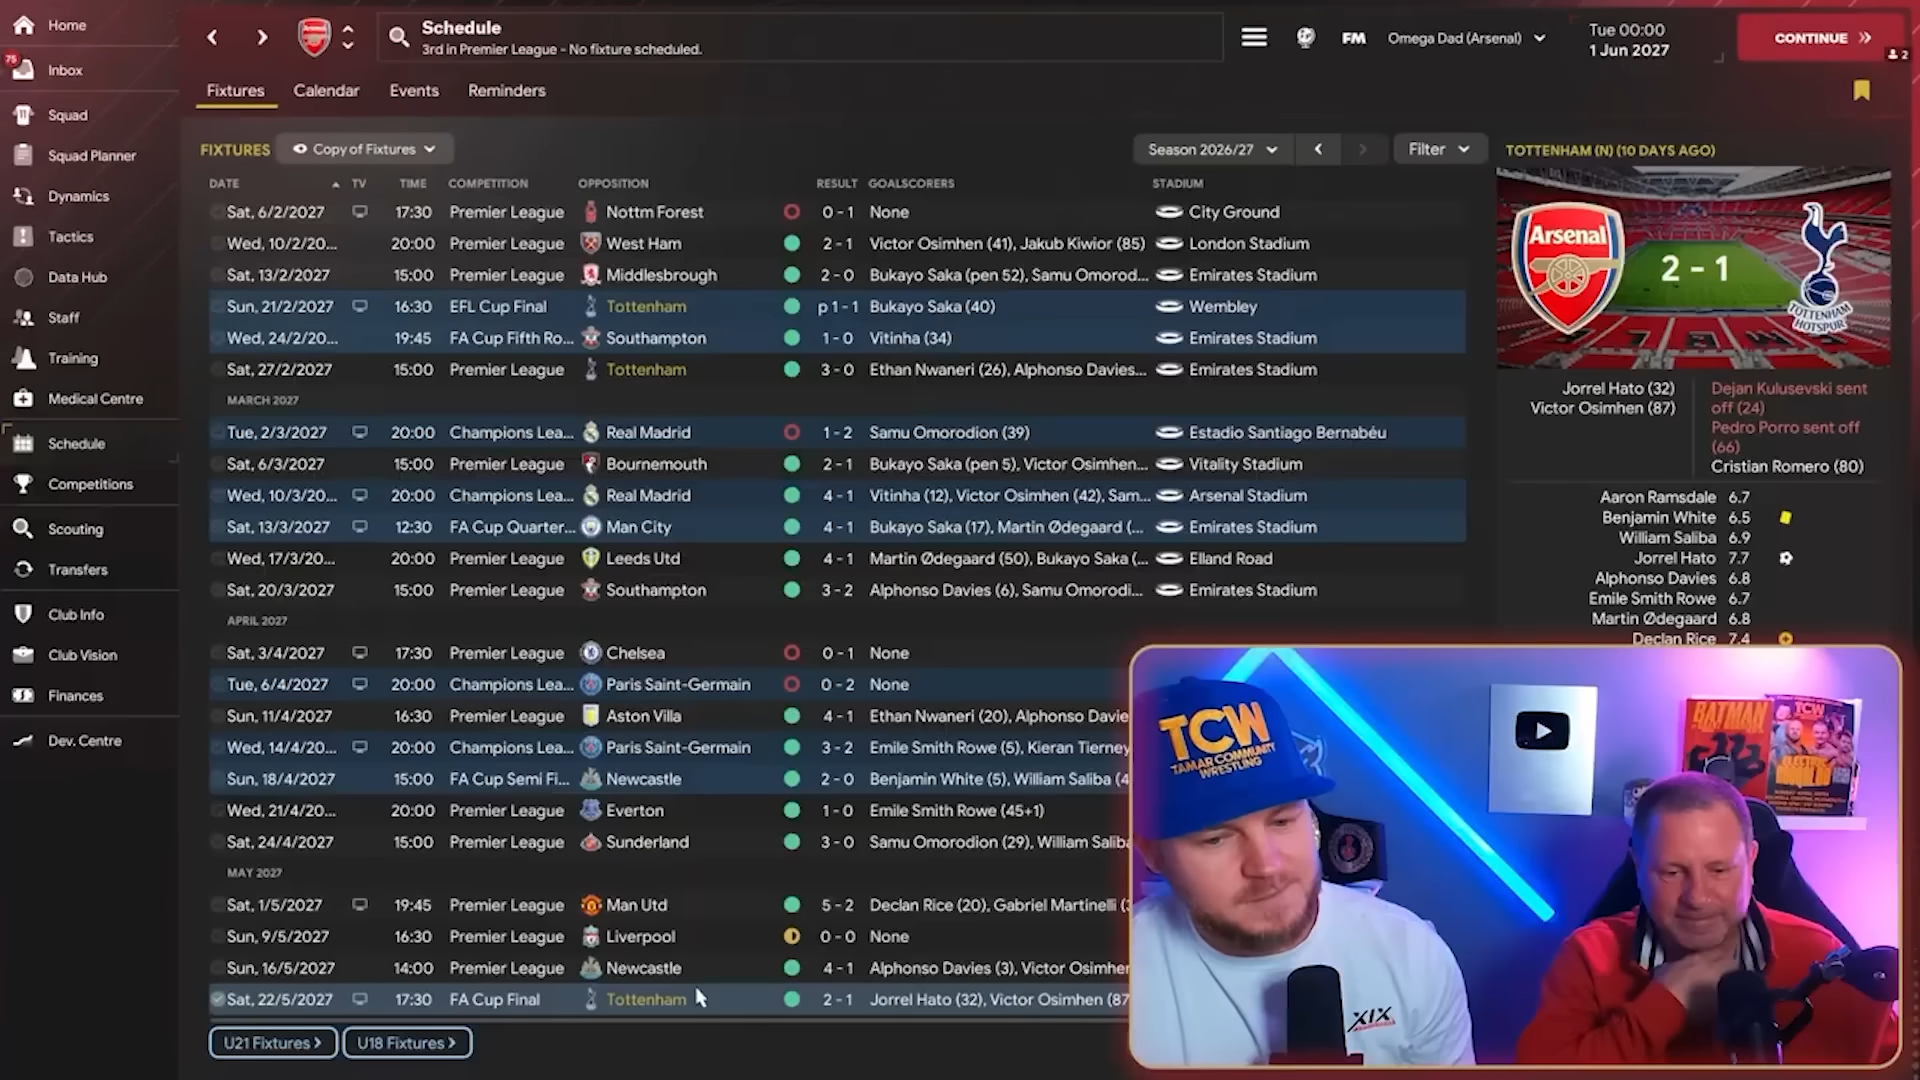 Home
Schedule
3rd in Premier League - No fixture scheduled.
FM
Omega Dad (Arsenal)
Tue 00:00
1 Jun 2027
CONTINUE
2
75
Inbox
Squad
Squad Planner
Dynamics
Tactics
Data Hub
Staff
Training
Medical Centre
Schedule
Competitions
Scouting
Transfers
Club Info
Club Vision
Finances
Dev. Centre
Fixtures Calendar Events Reminders
FIXTURES Copy of Fixtures
Season 2026/27 Filter
DATE TV TIME COMPETITION OPPOSITION RESULT GOALSCORERS STADIUM
Sat, 6/2/2027 17:30 Premier League Nottm Forest 0 - 1 None City Ground
Wed, 10/2/20... 20:00 Premier League West Ham 2 - 1 Victor Osimhen (41), Jakub Kiwior (85) London Stadium
Sat, 13/2/2027 15:00 Premier League Middlesbrough 2 - 0 Bukayo Saka (pen 52), Samu Omorod... Emirates Stadium
Sun, 21/2/2027 16:30 EFL Cup Final Tottenham p 1 - 1 Bukayo Saka (40) Wembley
Wed, 24/2/20... 19:45 FA Cup Fifth Ro... Southampton 1 - 0 Vitinha (34) Emirates Stadium
Sat, 27/2/2027 15:00 Premier League Tottenham 3 - 0 Ethan Nwaneri (26), Alphonso Davies... Emirates Stadium
MARCH 2027
Tue, 2/3/2027 20:00 Champions Lea... Real Madrid 1 - 2 Samu Omorodion (39) Estadio Santiago Bernabéu
Sat, 6/3/2027 15:00 Premier League Bournemouth 2 - 1 Bukayo Saka (pen 5), Victor Osimhen... Vitality Stadium
Wed, 10/3/20... 20:00 Champions Lea... Real Madrid 4 - 1 Vitinha (12), Victor Osimhen (42), Sam... Arsenal Stadium
Sat, 13/3/2027 12:30 FA Cup Quarter... Man City 4 - 1 Bukayo Saka (17), Martin Ødegaard (... Emirates Stadium
Wed, 17/3/20... 20:00 Premier League Leeds Utd 4 - 1 Martin Ødegaard (50), Bukayo Saka (... Elland Road
Sat, 20/3/2027 15:00 Premier League Southampton 3 - 2 Alphonso Davies (6), Samu Omorodi... Emirates Stadium
APRIL 2027
Sat, 3/4/2027 17:30 Premier League Chelsea 0 - 1 None
Tue, 6/4/2027 20:00 Champions Lea... Paris Saint-Germain 0 - 2 None
Sun, 11/4/2027 16:30 Premier League Aston Villa 4 - 1 Ethan Nwaneri (20), Alphonso Davie
Wed, 14/4/20... 20:00 Champions Lea... Paris Saint-Germain 3 - 2 Emile Smith Rowe (5), Kieran Tierney
Sun, 18/4/2027 15:00 FA Cup Semi Fi... Newcastle 2 - 0 Benjamin White (5), William Saliba (4
Wed, 21/4/20... 20:00 Premier League Everton 1 - 0 Emile Smith Rowe (45+1)
Sat, 24/4/2027 15:00 Premier League Sunderland 3 - 0 Samu Omorodion (29), William Saliba
MAY 2027
Sat, 1/5/2027 19:45 Premier League Man Utd 5 - 2 Declan Rice (20), Gabriel Martinelli (
Sun, 9/5/2027 16:30 Premier League Liverpool 0 - 0 None
Sun, 16/5/2027 14:00 Premier League Newcastle 4 - 1 Alphonso Davies (3), Victor Osimhe
Sat, 22/5/2027 17:30 FA Cup Final Tottenham 2 - 1 Jorrel Hato (32), Victor Osimhen (87
U21 Fixtures
U18 Fixtures
TOTTENHAM (N) (10 DAYS AGO)
Arsenal
2 - 1
TOTTENHAM
HOTSPUR
Jorrel Hato (32)
Victor Osimhen (87)
Dejan Kulusevski sent
off (24)
Pedro Porro sent off
(66)
Cristian Romero (80)
Aaron Ramsdale 6.7
Benjamin White 6.5
William Saliba 6.9
Jorrel Hato 7.7
Alphonso Davies 6.8
Emile Smith Rowe 6.7
Martin Ødegaard 6.8
Declan Rice 7.4
TCW
TAMAR COMMUNITY
WRESTLING
BATMAN
TCW
XIX